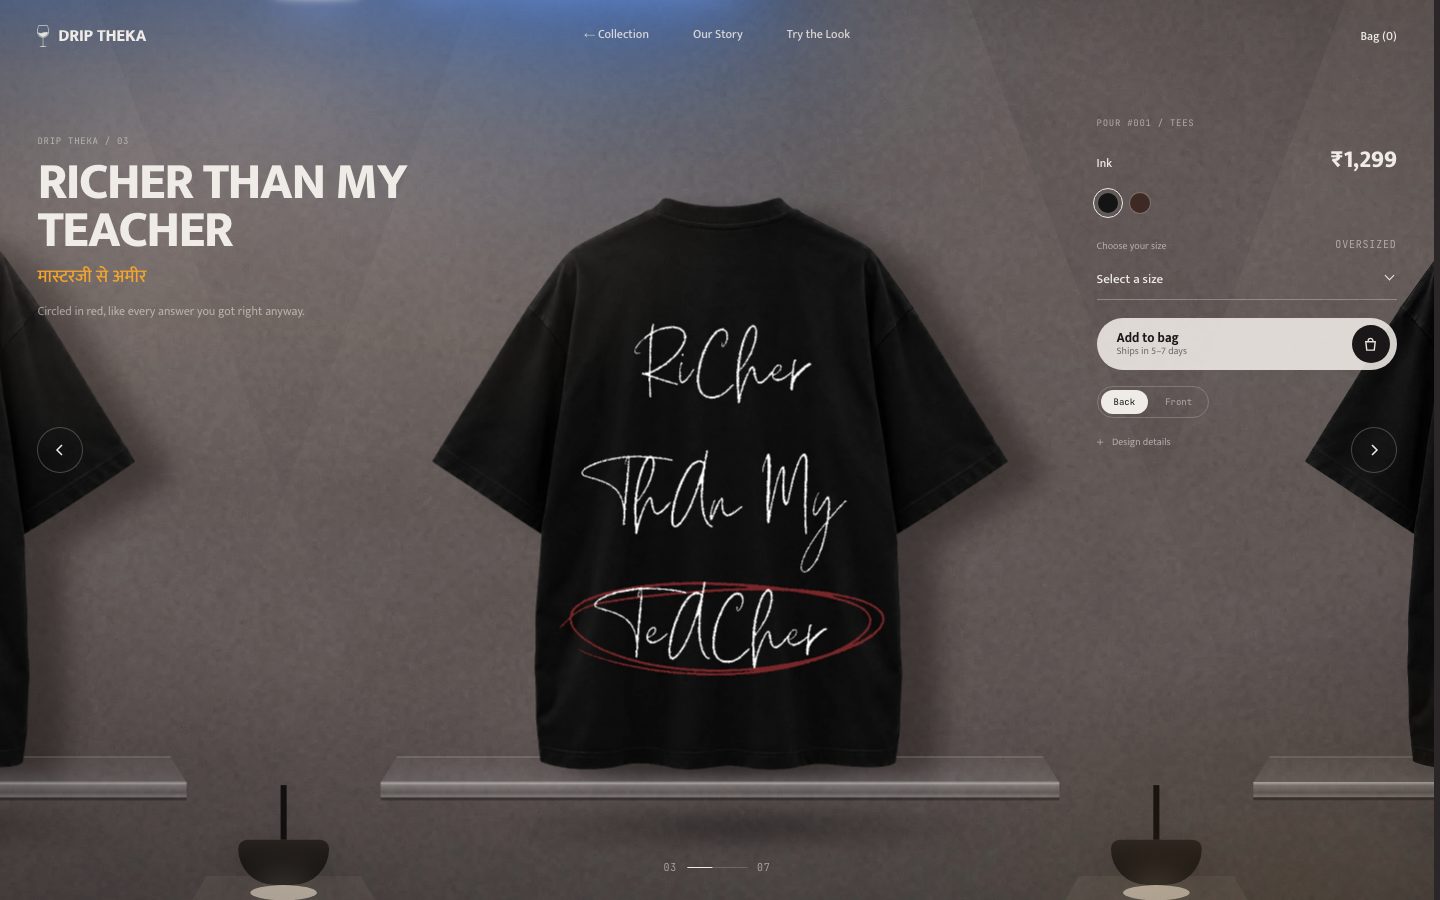 DRIP THEKA
← Collection
Our Story
Try the Look
Bag (0)
DRIP THEKA / 03
RICHER THAN MY
TEACHER
मास्टरजी से अमीर
Circled in red, like every answer you got right anyway.
POUR #001 / TEES
Ink
₹1,299
Choose your size
OVERSIZED
Select a size
Add to bag
Ships in 5–7 days
Back
Front
+ Design details
RiCher
ThAn My
TeACher
03
07